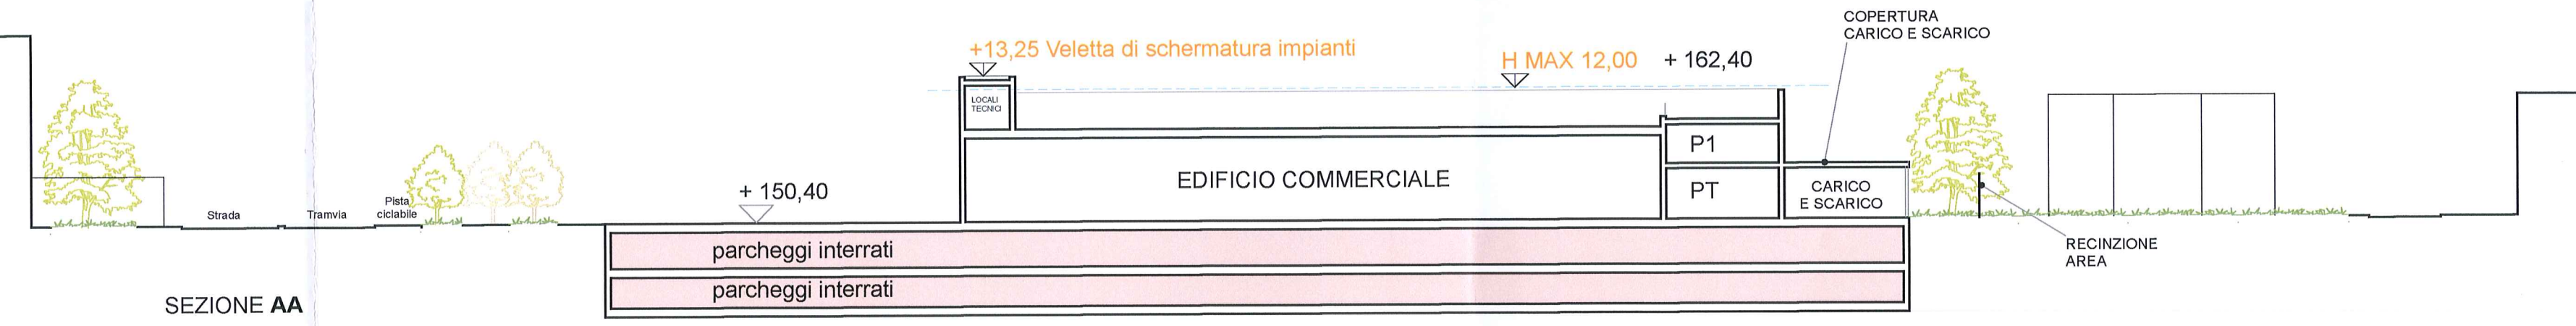 COPERTURA
CARICO E SCARICO
+13,25 Veletta di schermatura impianti
H MAX 12,00
+ 162,40
LOCALI
TECNICI
P1
EDIFICIO COMMERCIALE
PT
CARICO
E SCARICO
+ 150,40
Strada
Tramvia
Pista
ciclabile
RECINZIONE
AREA
parcheggi interrati
parcheggi interrati
SEZIONE AA